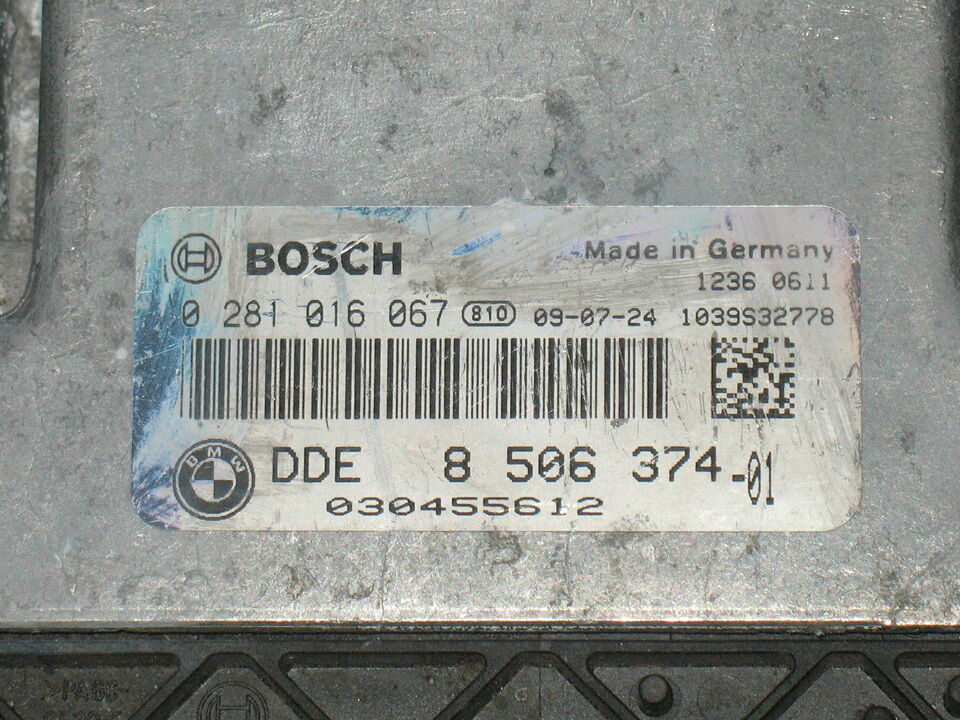 BOSCH Made in Germany
1236 0611
0 281 016 067 810 09-07-24 1039S32778
BMW DDE 8 506 374-01
030455612